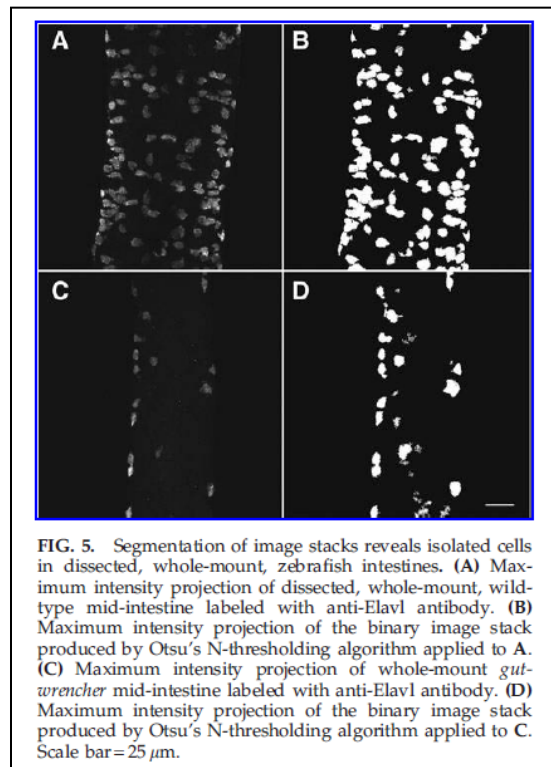 A
B
C
D
FIG. 5. Segmentation of image stacks reveals isolated cells
in dissected, whole-mount, zebrafish intestines. (A) Max-
imum intensity projection of dissected, whole-mount, wild-
type mid-intestine labeled with anti-Elavl antibody. (B)
Maximum intensity projection of the binary image stack
produced by Otsu's N-thresholding algorithm applied to A.
(C) Maximum intensity projection of whole-mount gut-
wrencher mid-intestine labeled with anti-Elavl antibody. (D)
Maximum intensity projection of the binary image stack
produced by Otsu's N-thresholding algorithm applied to C.
Scale bar = 25 μm.